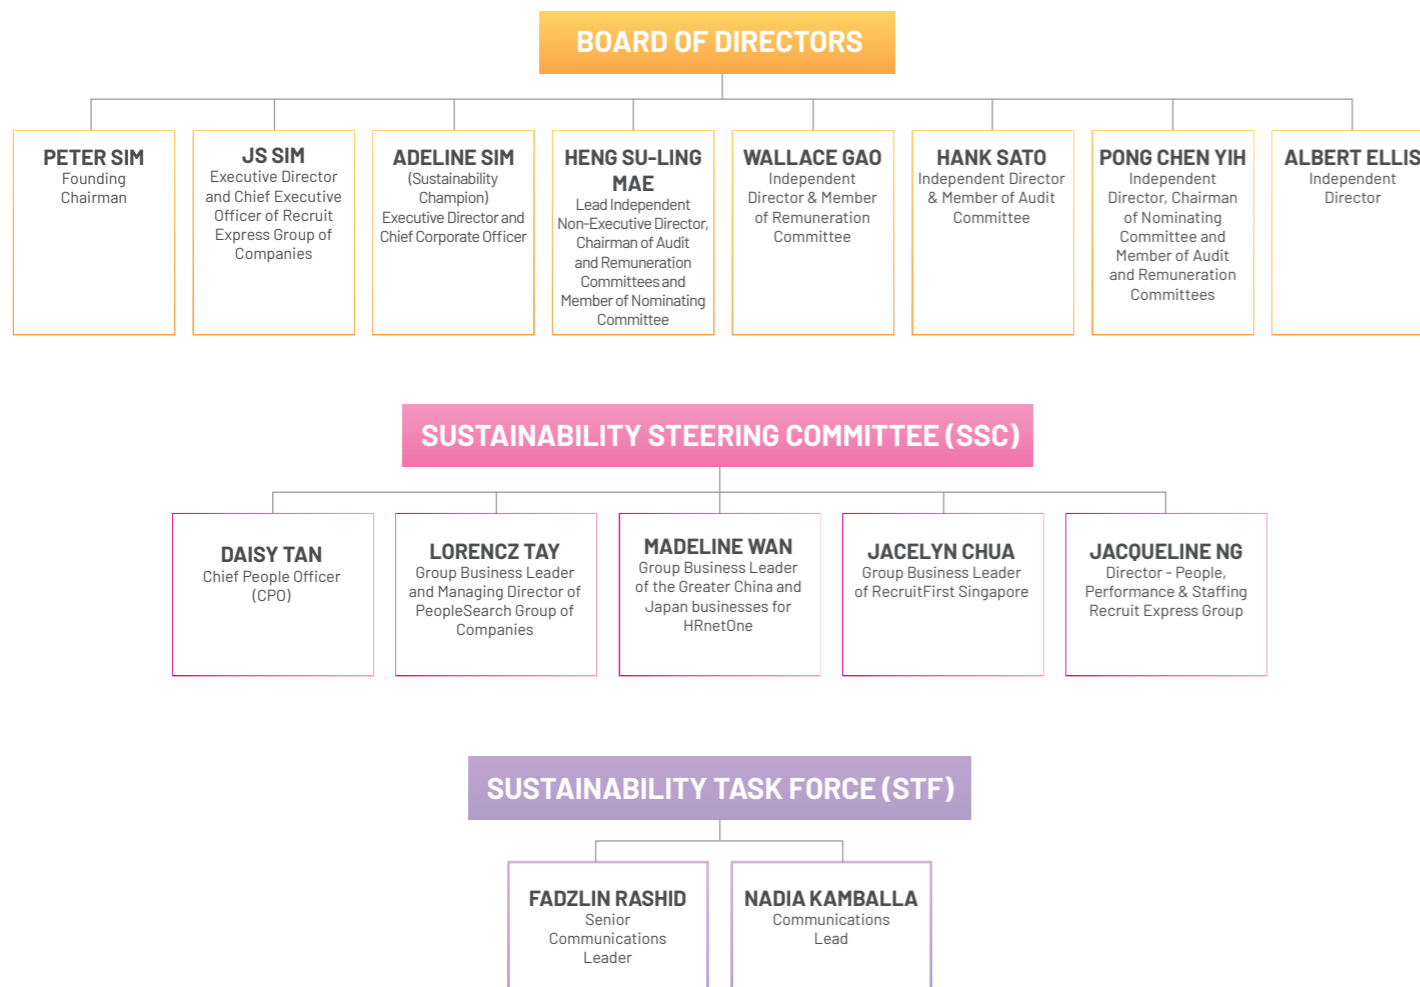 BOARD OF DIRECTORS
PETER SIM
Founding
Chairman
JS SIM
Executive Director
and Chief Executive
Officer of Recruit
Express Group of
Companies
ADELINE SIM
(Sustainability
Champion)
Executive Director and
Chief Corporate Officer
HENG SU-LING
MAE
Lead Independent
Non-Executive Director,
Chairman of Audit
and Remuneration
Committees and
Member of Nominating
Committee
WALLACE GAO
Independent
Director & Member
of Remuneration
Committee
HANK SATO
Independent Director
& Member of Audit
Committee
PONG CHEN YIH
Independent
Director, Chairman
of Nominating
Committee and
Member of Audit
and Remuneration
Committees
ALBERT ELLIS
Independent
Director
SUSTAINABILITY STEERING COMMITTEE (SSC)
DAISY TAN
Chief People Officer
(CPO)
LORENCZ TAY
Group Business Leader
and Managing Director of
PeopleSearch Group of
Companies
MADELINE WAN
Group Business Leader
of the Greater China and
Japan businesses for
HRnetOne
JACELYN CHUA
Group Business Leader
of RecruitFirst Singapore
JACQUELINE NG
Director - People,
Performance & Staffing
Recruit Express Group
SUSTAINABILITY TASK FORCE (STF)
FADZLIN RASHID
Senior
Communications
Leader
NADIA KAMBALLA
Communications
Lead